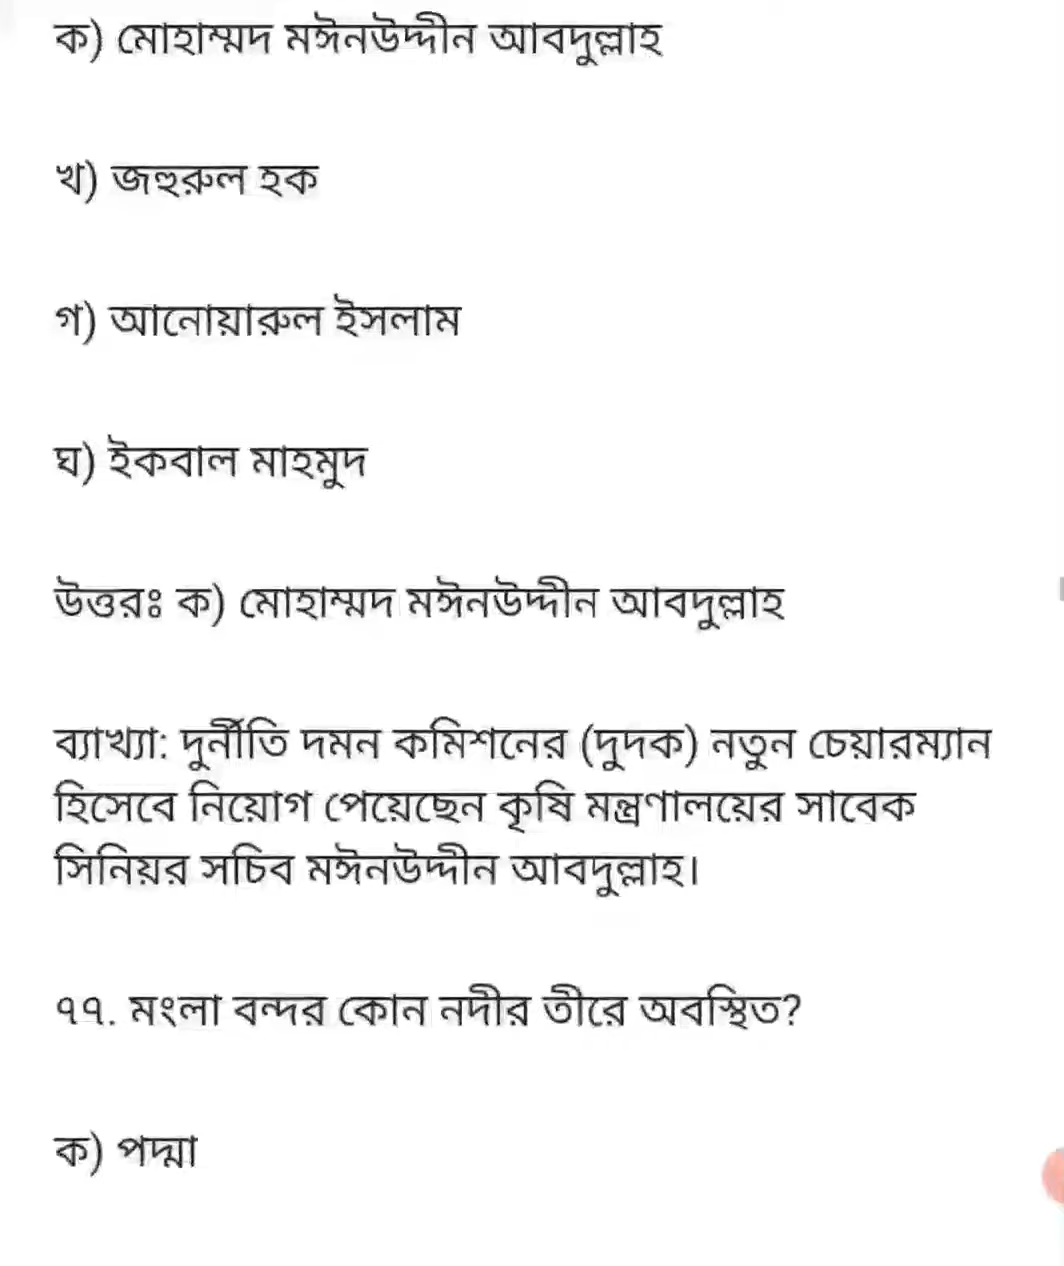 ক) মোহাম্মদ মঈনউদ্দীন আবদুল্লাহ
খ) জহুরুল হক
গ) আনোয়ারুল ইসলাম
ঘ) ইকবাল মাহমুদ
উত্তরঃ ক) মোহাম্মদ মঈনউদ্দীন আবদুল্লাহ
ব্যাখ্যা: দুর্নীতি দমন কমিশনের (দুদক) নতুন চেয়ারম্যান
হিসেবে নিয়োগ পেয়েছেন কৃষি মন্ত্রণালয়ের সাবেক
সিনিয়র সচিব মঈনউদ্দীন আবদুল্লাহ।
৭৭. মংলা বন্দর কোন নদীর তীরে অবস্থিত?
ক) পদ্মা